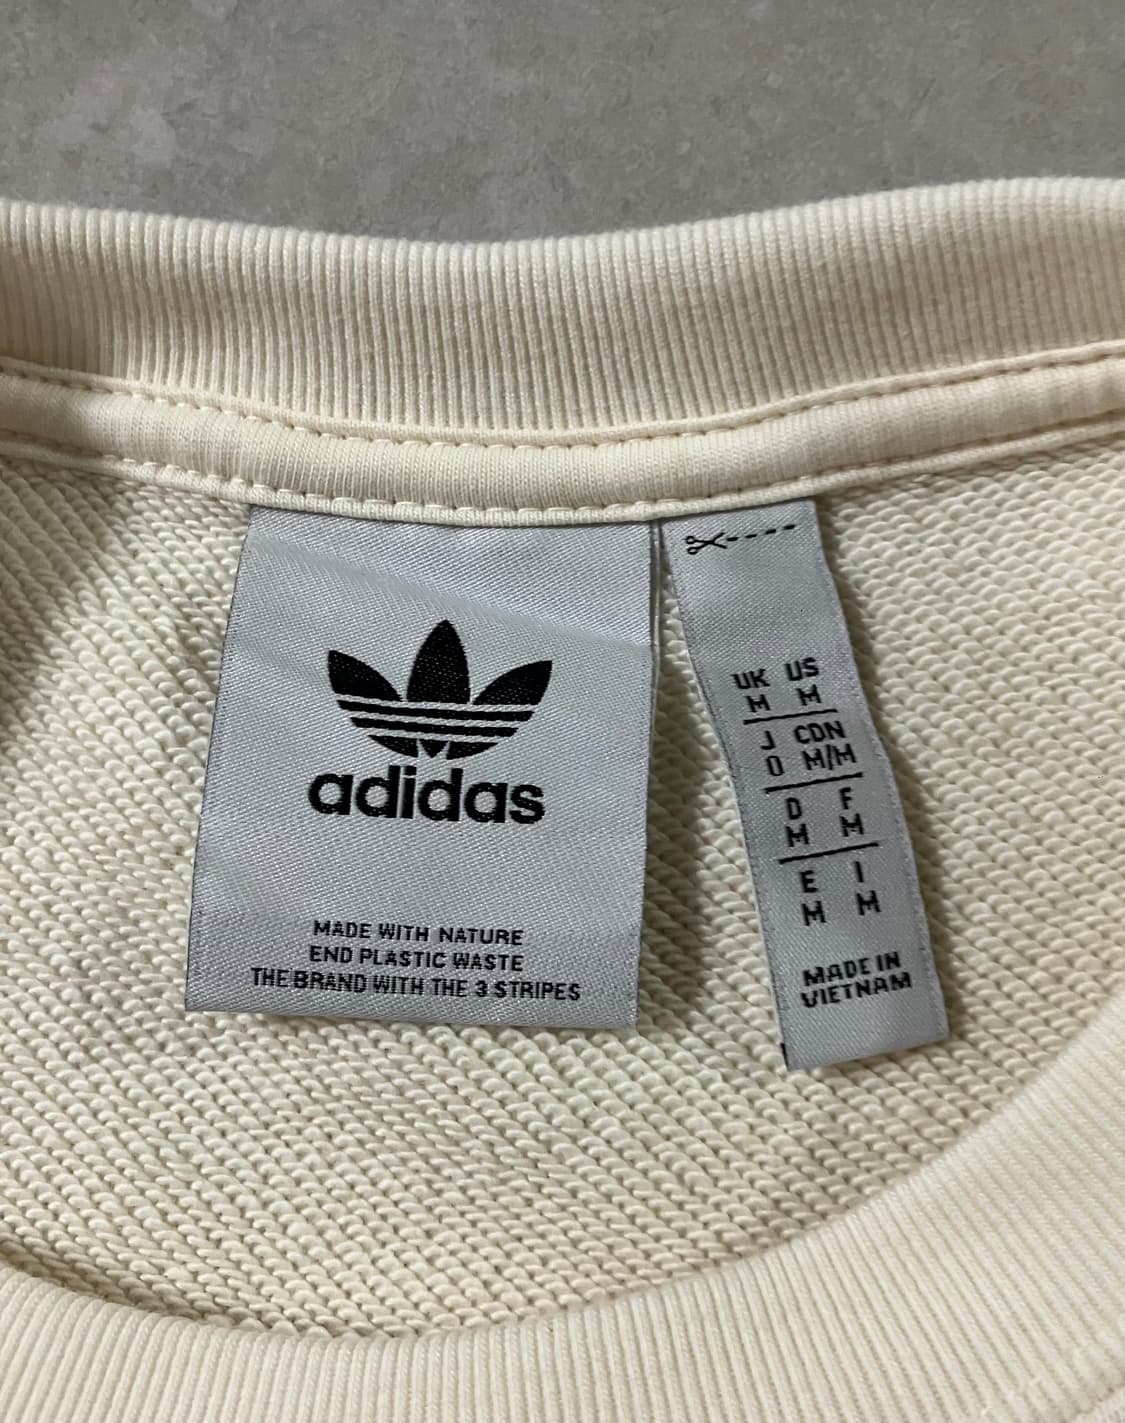 adidas
MADE WITH NATURE
END PLASTIC WASTE
THE BRAND WITH THE 3 STRIPES
UK US
M M
J CDN
O M/M
D F
M M
E I
M M
MADE IN
VIETNAM